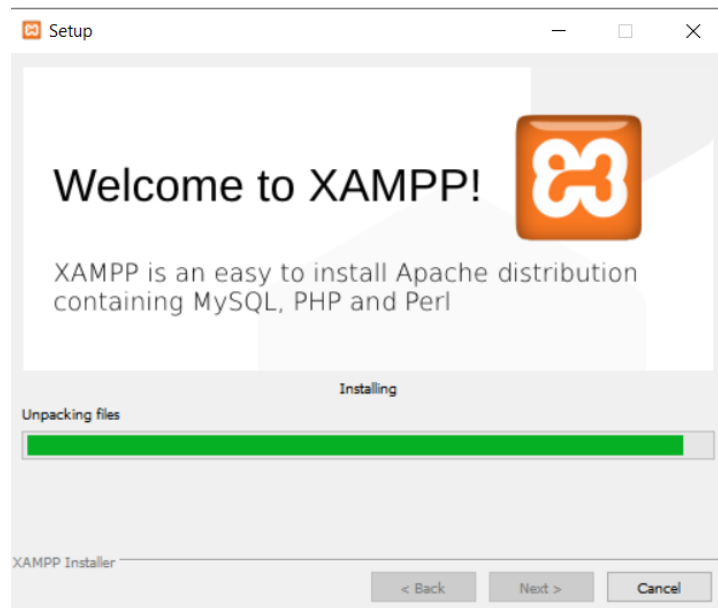 Setup
Welcome to XAMPP!
XAMPP is an easy to install Apache distribution
containing MySQL, PHP and Perl
Installing
Unpacking files
XAMPP Installer
< Back
Next >
Cancel